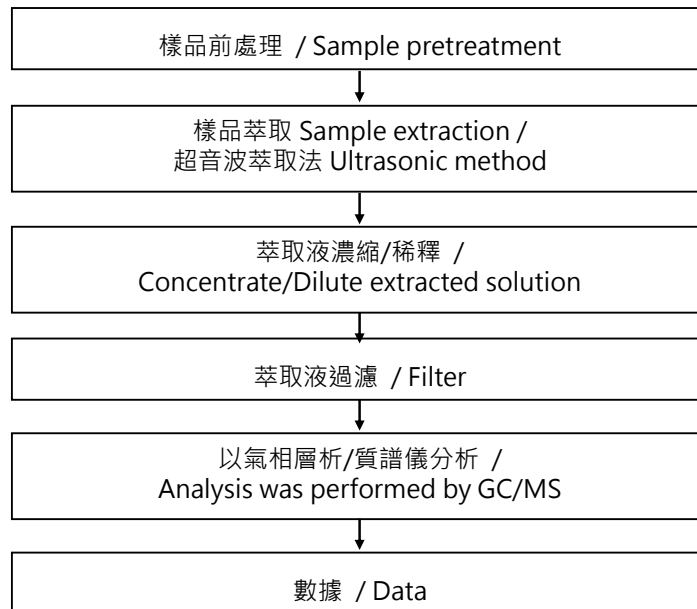 樣品前處理 / Sample pretreatment
樣品萃取 Sample extraction /
超音波萃取法 Ultrasonic method
萃取液濃縮/稀釋 /
Concentrate/Dilute extracted solution
萃取液過濾 / Filter
以氣相層析/質譜儀分析 /
Analysis was performed by GC/MS
數據 / Data